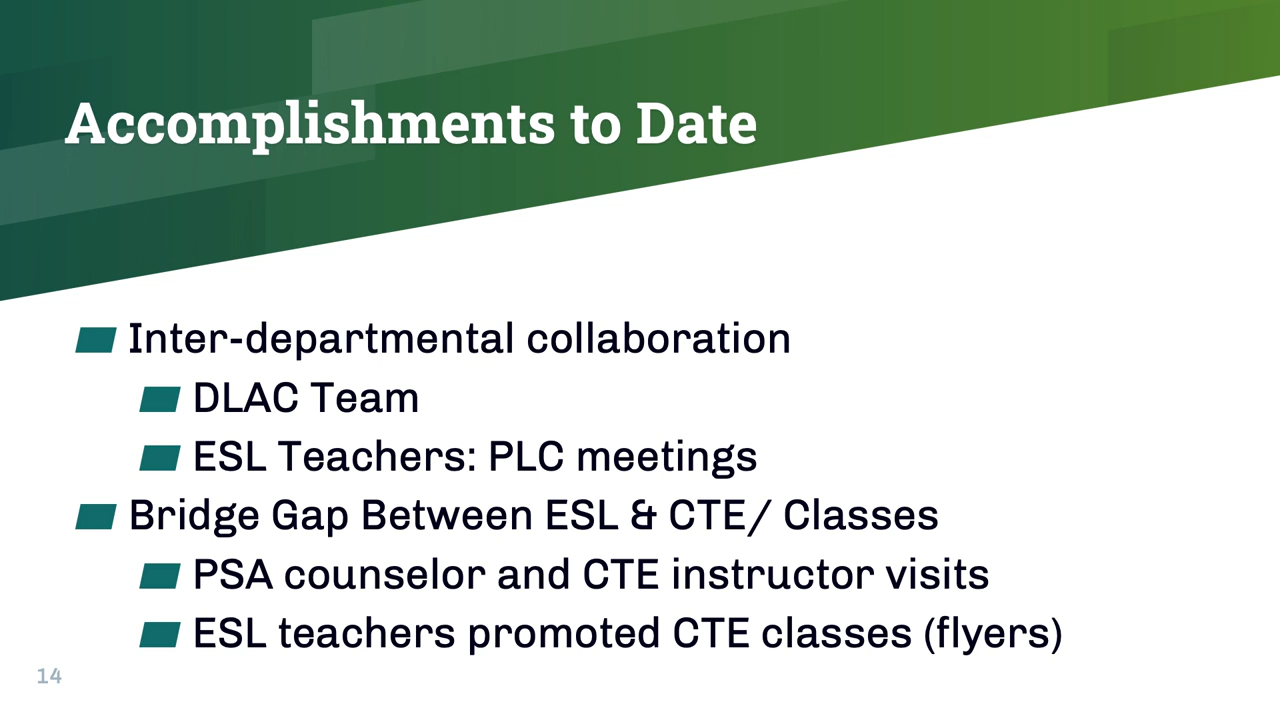 Accomplishments to Date
Inter-departmental collaboration
DLAC Team
ESL Teachers: PLC meetings
Bridge Gap Between ESL & CTE/ Classes
PSA counselor and CTE instructor visits
ESL teachers promoted CTE classes (flyers)
14